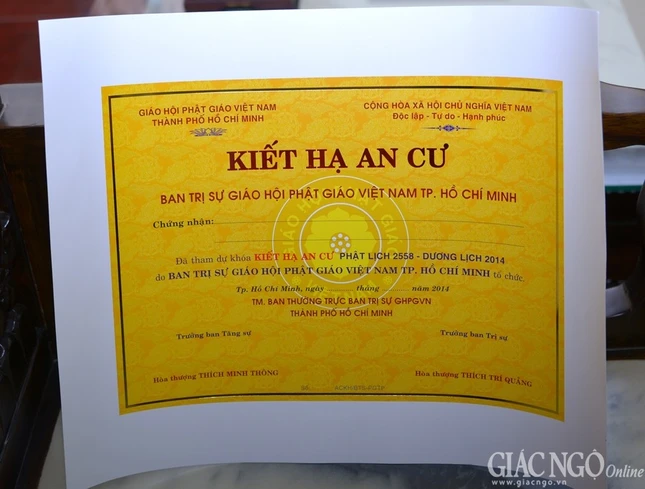 GIÁO HỘI PHẬT GIÁO VIỆT NAM
THÀNH PHỐ HỒ CHÍ MINH
CỘNG HÒA XÃ HỘI CHỦ NGHĨA VIỆT NAM
Độc lập - Tự do - Hạnh phúc
KIẾT HẠ AN CƯ
BAN TRỊ SỰ GIÁO HỘI PHẬT GIÁO VIỆT NAM TP. HỒ CHÍ MINH
Chứng nhận:
Đã tham dự khóa KIẾT HẠ AN CƯ PHẬT LỊCH 2558 - DƯƠNG LỊCH 2014
do BAN TRỊ SỰ GIÁO HỘI PHẬT GIÁO VIỆT NAM TP. HỒ CHÍ MINH tổ chức.
Tp. Hồ Chí Minh, ngày ........ tháng ........ năm 2014
TM. BAN THƯỜNG TRỰC BAN TRỊ SỰ GHPGVN
THÀNH PHỐ HỒ CHÍ MINH
Trưởng ban Tăng sự
Trưởng ban Trị sự
Hòa thượng THÍCH MINH THÔNG
Hòa thượng THÍCH TRÍ QUẢNG
GIÁC NGỘ Online
www.giacngo.vn